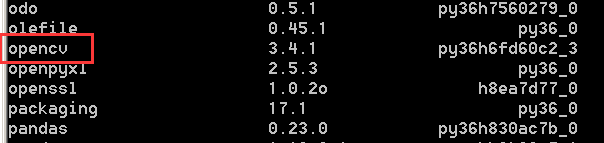 odo 0.5.1 py36h7560279_0
olefile 0.45.1 py36_0
opencv 3.4.1 py36h6fd60c2_3
openpyxl 2.5.3 py36_0
openssl 1.0.2o h8ea7d77_0
packaging 17.1 py36_0
pandas 0.23.0 py36h830ac7b_0